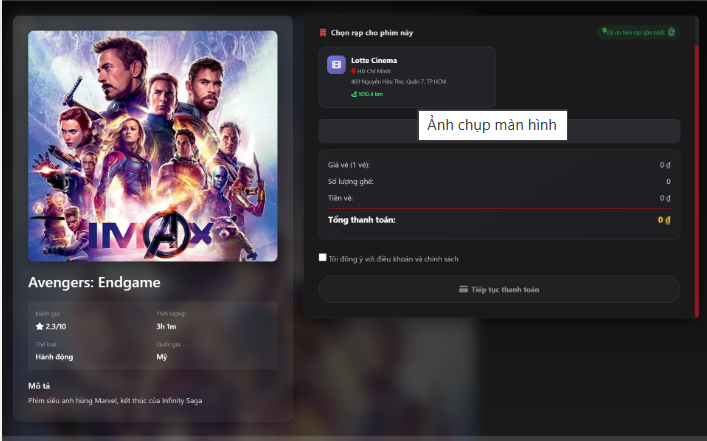 IMAX
Avengers: Endgame
Đánh giá:
2.3/10
Thời lượng:
3h 1m
Thể loại:
Hành động
Quốc gia:
Mỹ
Mô tả
Phim siêu anh hùng Marvel, kết thúc của Infinity Saga
Chọn rạp cho phim này
Đã ưu tiên rạp gần nhất
Lotte Cinema
Hồ Chí Minh
469 Nguyễn Hữu Thọ, Quận 7, TP.HCM
1010.4 km
Ảnh chụp màn hình
Giá vé (1 vé):
0 ₫
Số lượng ghế:
0
Tiền vé:
0 ₫
Tổng thanh toán:
0 ₫
Tôi đồng ý với điều khoản và chính sách
Tiếp tục thanh toán